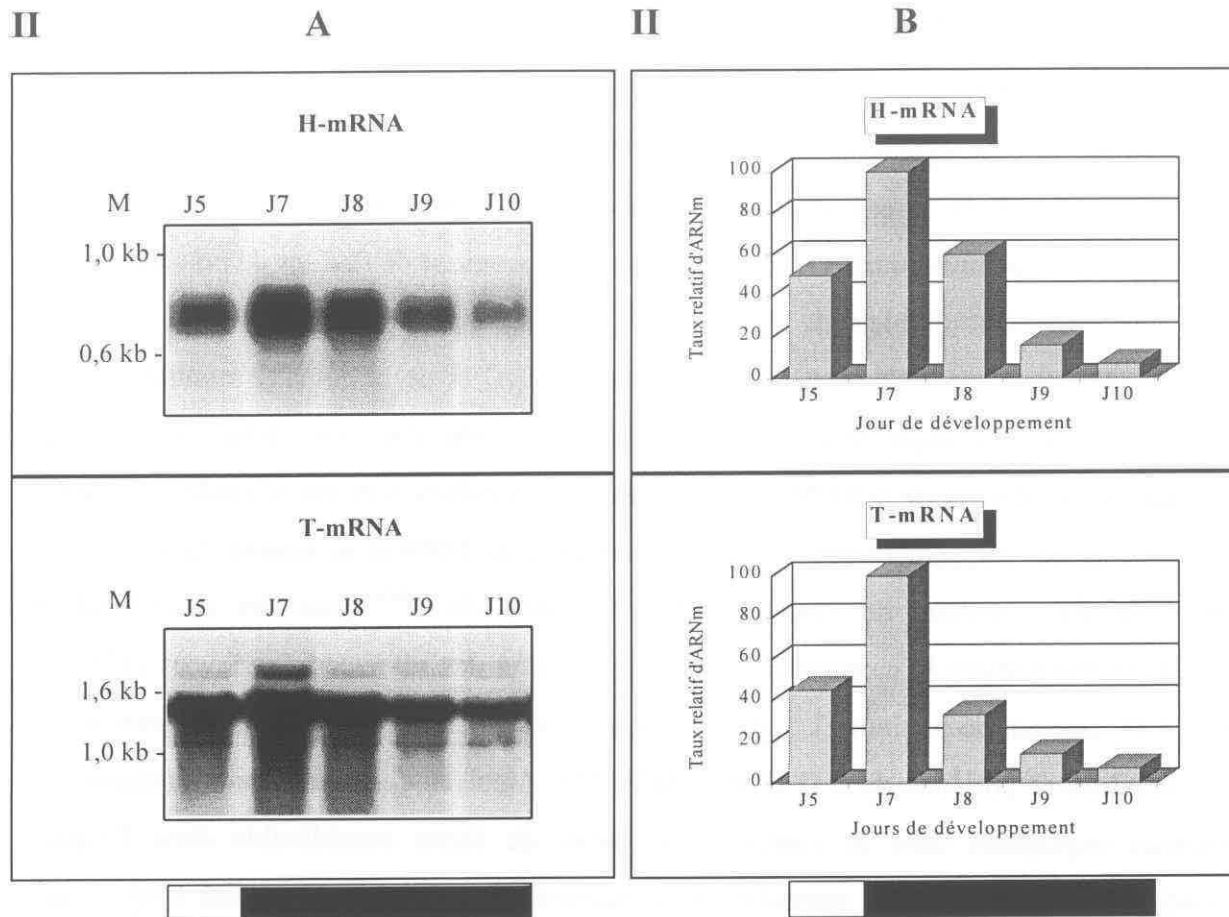 II A
H-mRNA
M J5 J7 J8 J9 J10
1,0 kb
0,6 kb
T-mRNA
M J5 J7 J8 J9 J10
1,6 kb
1,0 kb
II B
H-mRNA
Taux relatif d'ARNm
100
80
60
40
20
0
J5 J7 J8 J9 J10
Jour de développement
T-mRNA
Taux relatif d'ARNm
100
80
60
40
20
0
J5 J7 J8 J9 J10
Jours de développement